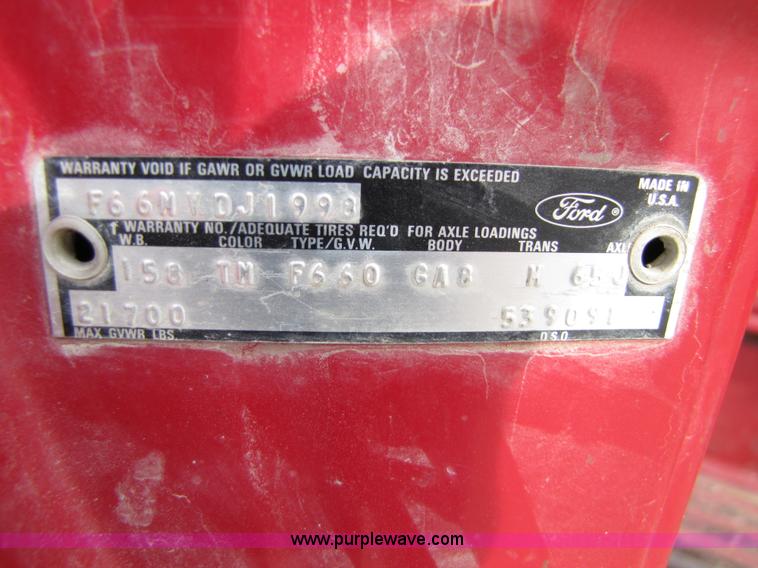 WARRANTY VOID IF GAWR OR GVWR LOAD CAPACITY IS EXCEEDED
MADE IN
U.S.A.
F66MVDJ1998
Ford ®
† WARRANTY NO./ADEQUATE TIRES REQ'D FOR AXLE LOADINGS
W.B. COLOR TYPE/G.V.W. BODY TRANS AXLE
158 TM F660 GA8 M
21700 539091
MAX GVWR LBS. D.S.O.
www.purplewave.com